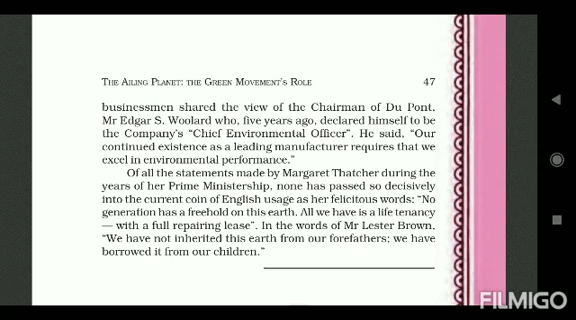 THE AILING PLANET: THE GREEN MOVEMENT'S ROLE 47
businessmen shared the view of the Chairman of Du Pont,
Mr Edgar S. Woolard who, five years ago, declared himself to be
the Company's “Chief Environmental Officer”. He said, “Our
continued existence as a leading manufacturer requires that we
excel in environmental performance.”
Of all the statements made by Margaret Thatcher during the
years of her Prime Ministership, none has passed so decisively
into the current coin of English usage as her felicitous words: “No
generation has a freehold on this earth. All we have is a life tenancy
— with a full repairing lease”. In the words of Mr Lester Brown,
“We have not inherited this earth from our forefathers; we have
borrowed it from our children.”
FILMIGO